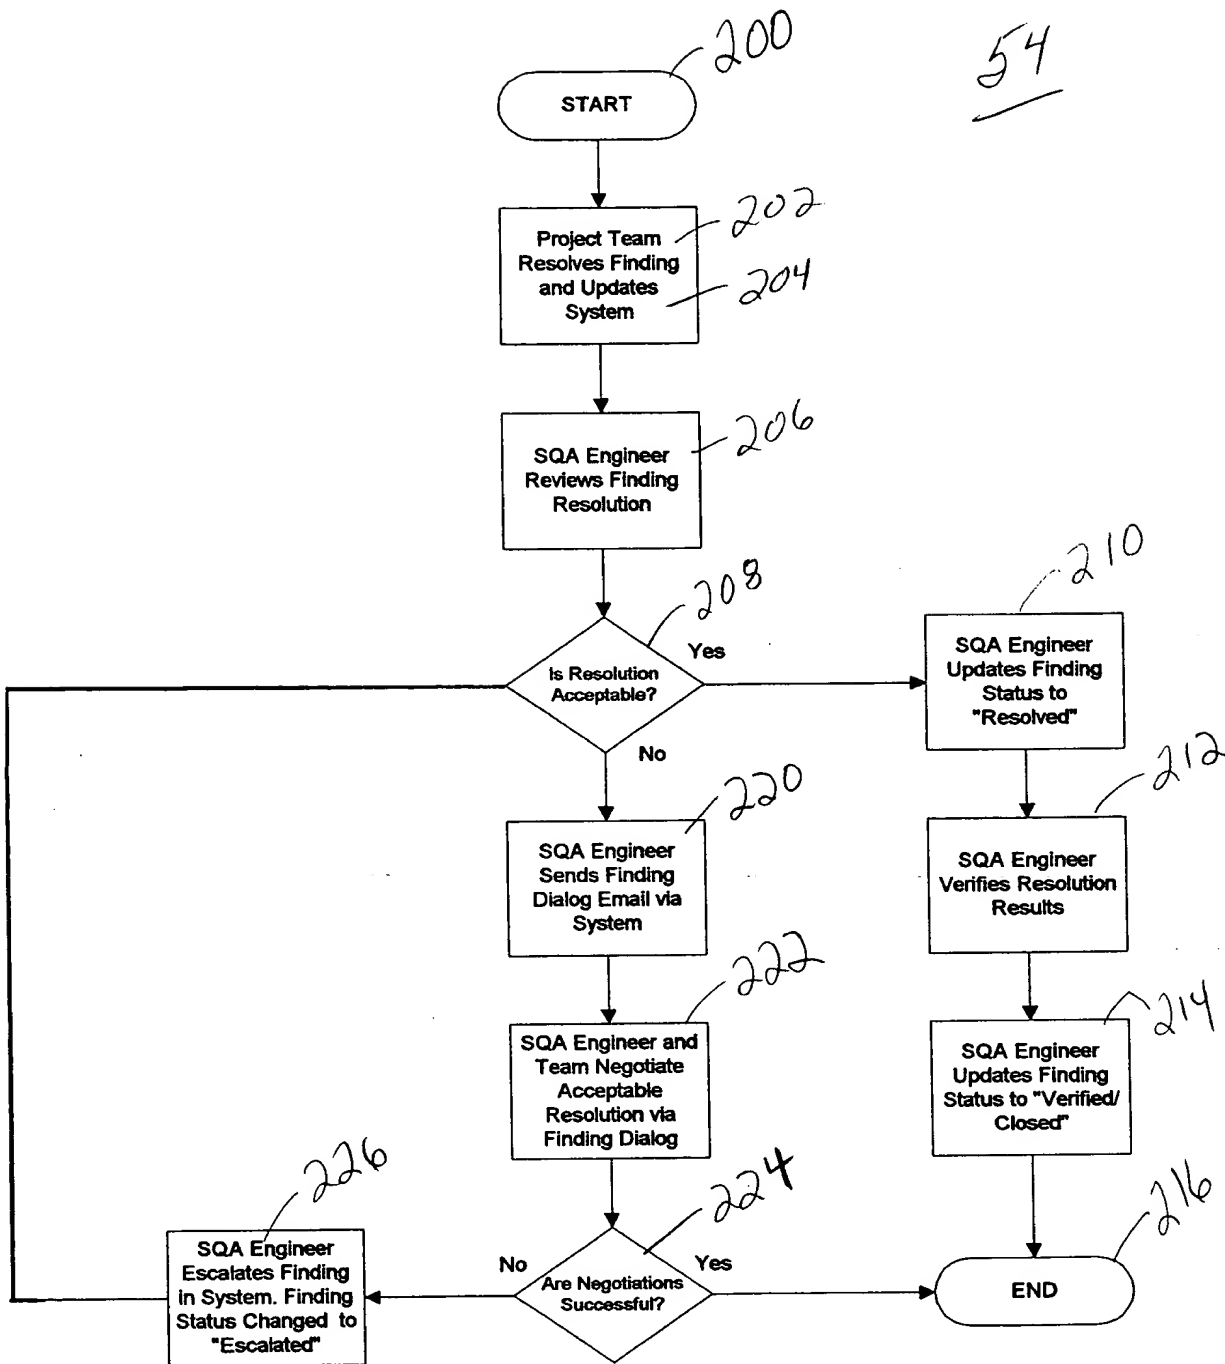 200
54
START
202
Project Team
Resolves Finding
and Updates
System
204
206
SQA Engineer
Reviews Finding
Resolution
208
Is Resolution
Acceptable?
Yes
No
210
SQA Engineer
Updates Finding
Status to
"Resolved"
212
SQA Engineer
Verifies Resolution
Results
214
SQA Engineer
Updates Finding
Status to "Verified/
Closed"
216
END
220
SQA Engineer
Sends Finding
Dialog Email via
System
222
SQA Engineer and
Team Negotiate
Acceptable
Resolution via
Finding Dialog
224
Are Negotiations
Successful?
No
Yes
226
SQA Engineer
Escalates Finding
in System. Finding
Status Changed to
"Escalated"